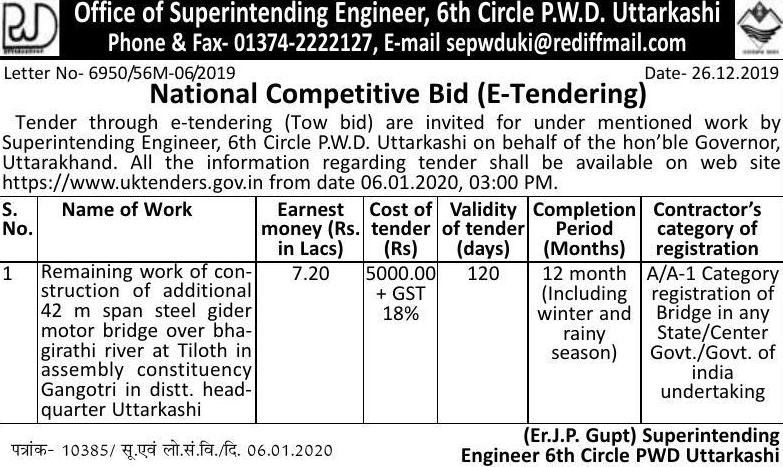 Office of Superintending Engineer, 6th Circle P.W.D. Uttarkashi
Phone & Fax- 01374-2222127, E-mail sepwduki@rediffmail.com
Letter No- 6950/56M-06/2019 Date- 26.12.2019
National Competitive Bid (E-Tendering)
Tender through e-tendering (Tow bid) are invited for under mentioned work by
Superintending Engineer, 6th Circle P.W.D. Uttarkashi on behalf of the hon'ble Governor,
Uttarakhand. All the information regarding tender shall be available on web site
https://www.uktenders.gov.in from date 06.01.2020, 03:00 PM.
S. No.
Name of Work
Earnest money (Rs. in Lacs)
Cost of tender (Rs)
Validity of tender (days)
Completion Period (Months)
Contractor's category of registration
1
Remaining work of con-
struction of additional
42 m span steel gider
motor bridge over bha-
girathi river at Tiloth in
assembly constituency
Gangotri in distt. head-
quarter Uttarkashi
7.20
5000.00
+ GST
18%
120
12 month
(Including
winter and
rainy
season)
A/A-1 Category
registration of
Bridge in any
State/Center
Govt./Govt. of
india
undertaking
(Er.J.P. Gupt) Superintending
पत्रांक- 10385/ सू.एवं लो.सं.वि./दि. 06.01.2020
Engineer 6th Circle PWD Uttarkashi